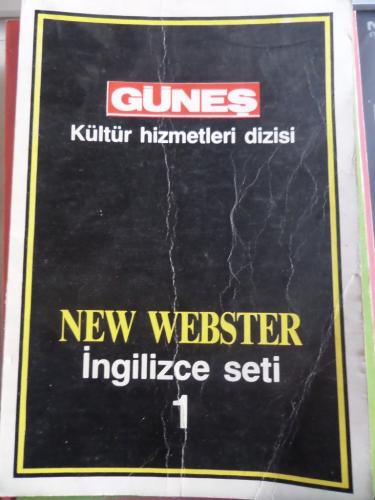 GÜNEŞ
Kültür hizmetleri dizisi
NEW WEBSTER
İngilizce seti
1